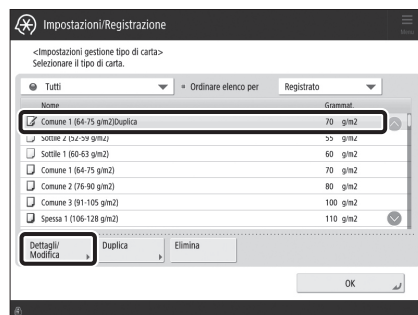 Impostazioni/Registrazione
Menu
<Impostazioni gestione tipo di carta>
Selezionare il tipo di carta.
Tutti
Ordinare elenco per
Registrato
Nome
Grammat.
Comune 1 (64-75 g/m2)Duplica 70 g/m2
Sottile 2 (52-59 g/m2) 55 g/m2
Sottile 1 (60-63 g/m2) 60 g/m2
Comune 1 (64-75 g/m2) 70 g/m2
Comune 2 (76-90 g/m2) 80 g/m2
Comune 3 (91-105 g/m2) 100 g/m2
Spessa 1 (106-128 g/m2) 110 g/m2
Dettagli/
Modifica
Duplica
Elimina
OK